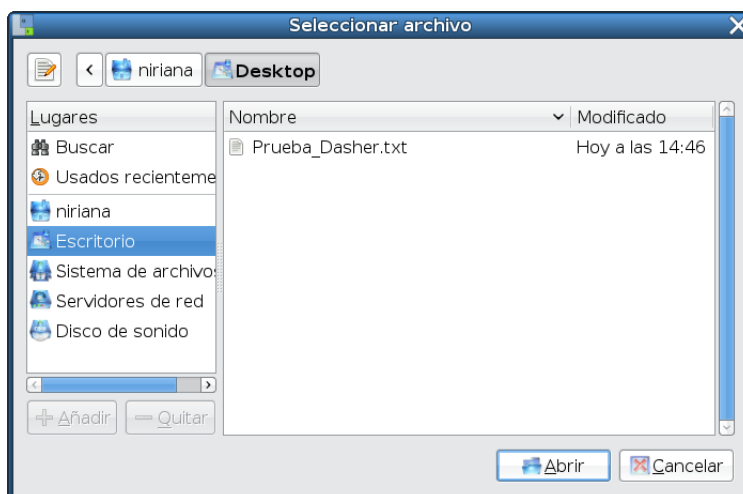 Seleccionar archivo
niriana
Desktop
Lugares
Nombre
Modificado
Buscar
Prueba_Dasher.txt
Hoy a las 14:46
Usados recienteme
niriana
Escritorio
Sistema de archivos
Servidores de red
Disco de sonido
Añadir
Quitar
Abrir
Cancelar